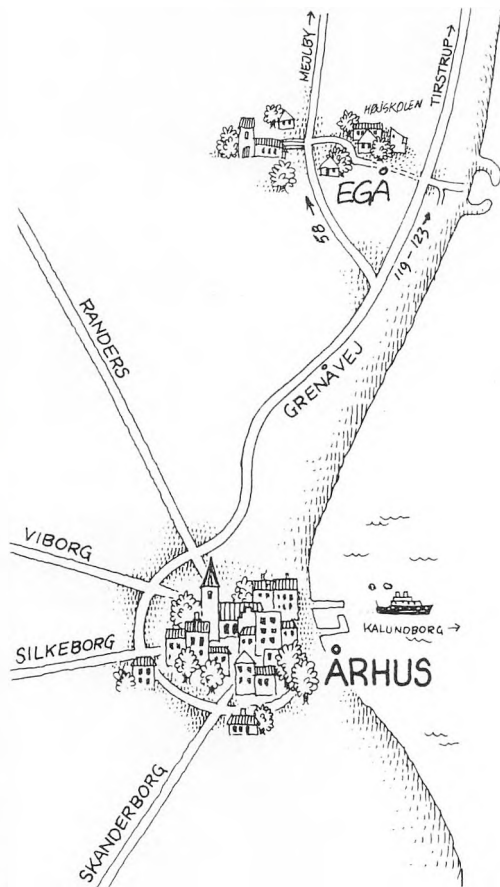 MEJLBY →
TIRSTRUP →
HØJSKOLEN
EGÅ
58
119-123 →
RANDERS
GRENÅVEJ
VIBORG
KALUNDBORG →
SILKEBORG
ÅRHUS
SKANDERBORG